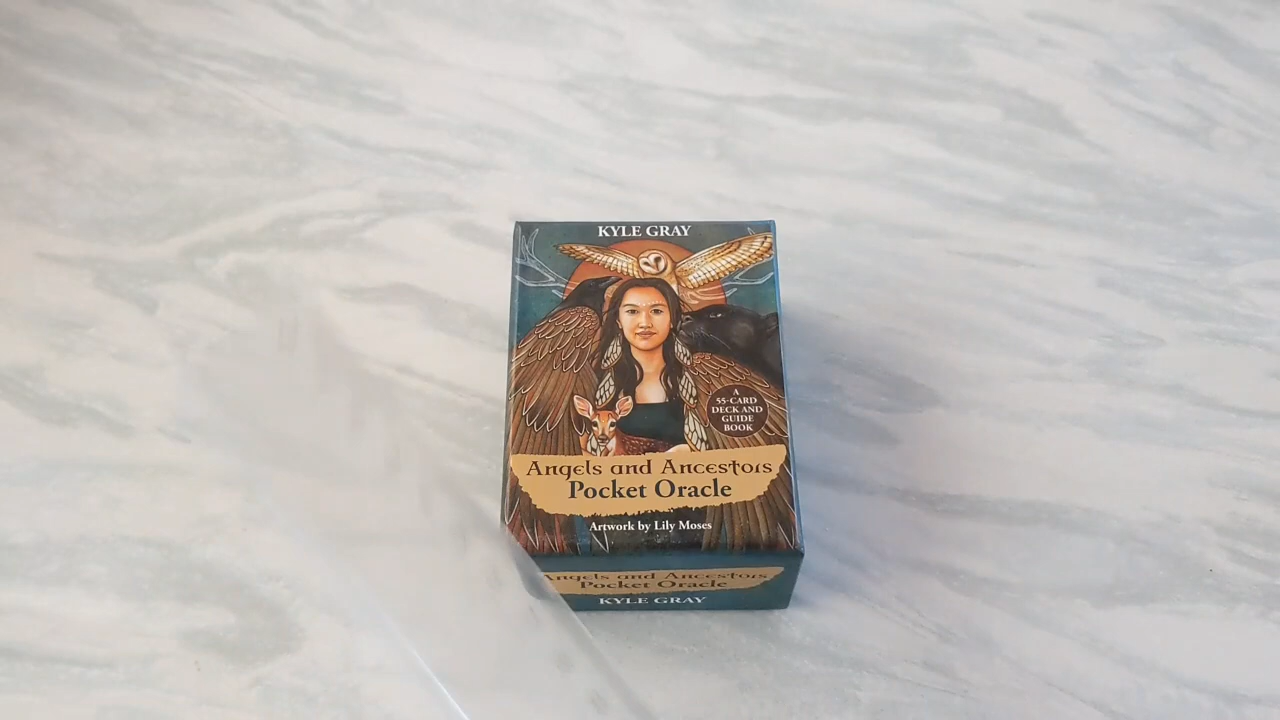 KYLE GRAY
A
55-CARD
DECK AND
GUIDE
BOOK
Angels and Ancestors
Pocket Oracle
Artwork by Lily Moses
Angels and Ancestors
Pocket Oracle
KYLE GRAY